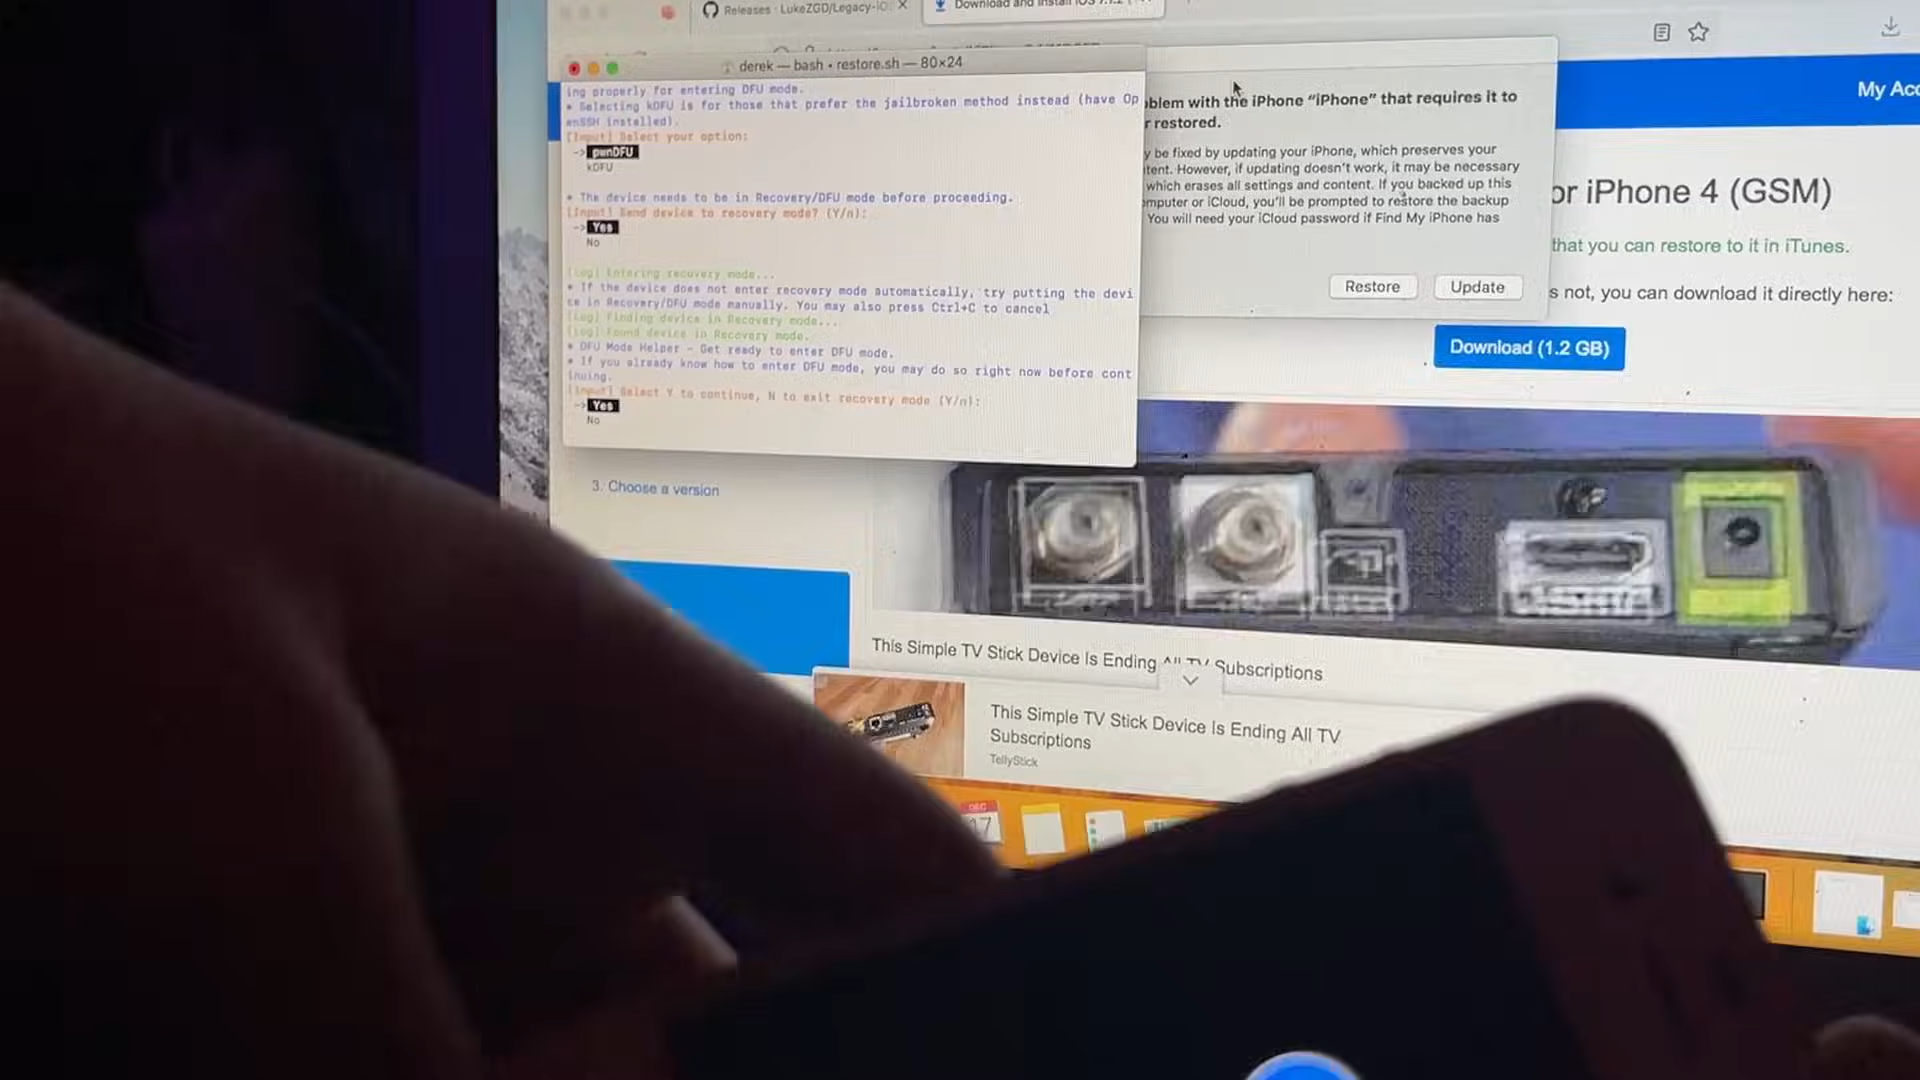 Releases · LukeZGD/Legacy-iO
Download and install iOS 7.1.2
derek — bash • restore.sh — 80×24
ing properly for entering DFU mode.
* Selecting kDFU is for those that prefer the jailbroken method instead (have Op
enSSH installed).
[Input] Select your option:
-> pwnDFU
kDFU
* The device needs to be in Recovery/DFU mode before proceeding.
[Input] Send device to recovery mode? (Y/n):
-> Yes
No
[Log] Entering recovery mode...
* If the device does not enter recovery mode automatically, try putting the devi
ce in Recovery/DFU mode manually. You may also press Ctrl+C to cancel
[Log] Finding device in Recovery mode...
[Log] Found device in Recovery mode.
* DFU Mode Helper - Get ready to enter DFU mode.
* If you already know how to enter DFU mode, you may do so right now before cont
inuing.
[Input] Select Y to continue, N to exit recovery mode (Y/n):
-> Yes
No
blem with the iPhone “iPhone” that requires it to
r restored.
y be fixed by updating your iPhone, which preserves your
tent. However, if updating doesn’t work, it may be necessary
which erases all settings and content. If you backed up this
mputer or iCloud, you’ll be prompted to restore the backup
You will need your iCloud password if Find My iPhone has
Restore
Update
My Acc
or iPhone 4 (GSM)
that you can restore to it in iTunes.
s not, you can download it directly here:
Download (1.2 GB)
3. Choose a version
This Simple TV Stick Device Is Ending All TV Subscriptions
This Simple TV Stick Device Is Ending All TV
Subscriptions
TellyStick
DEC
17